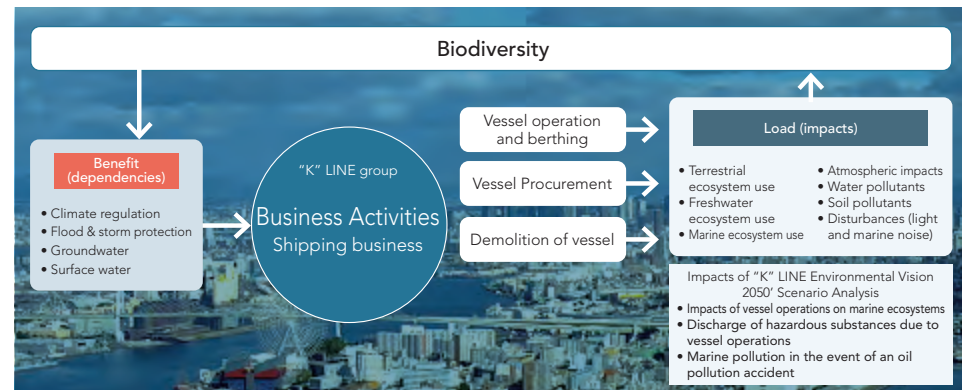 Biodiversity
Benefit
(dependencies)
• Climate regulation
• Flood & storm protection
• Groundwater
• Surface water
“K” LINE group
Business Activities
Shipping business
Vessel operation
and berthing
Vessel Procurement
Demolition of vessel
Load (impacts)
• Terrestrial
ecosystem use
• Freshwater
ecosystem use
• Marine ecosystem use
• Atmospheric impacts
• Water pollutants
• Soil pollutants
• Disturbances (light
and marine noise)
Impacts of “K” LINE Environmental Vision
2050’ Scenario Analysis
• Impacts of vessel operations on marine ecosystems
• Discharge of hazardous substances due to
vessel operations
• Marine pollution in the event of an oil
pollution accident